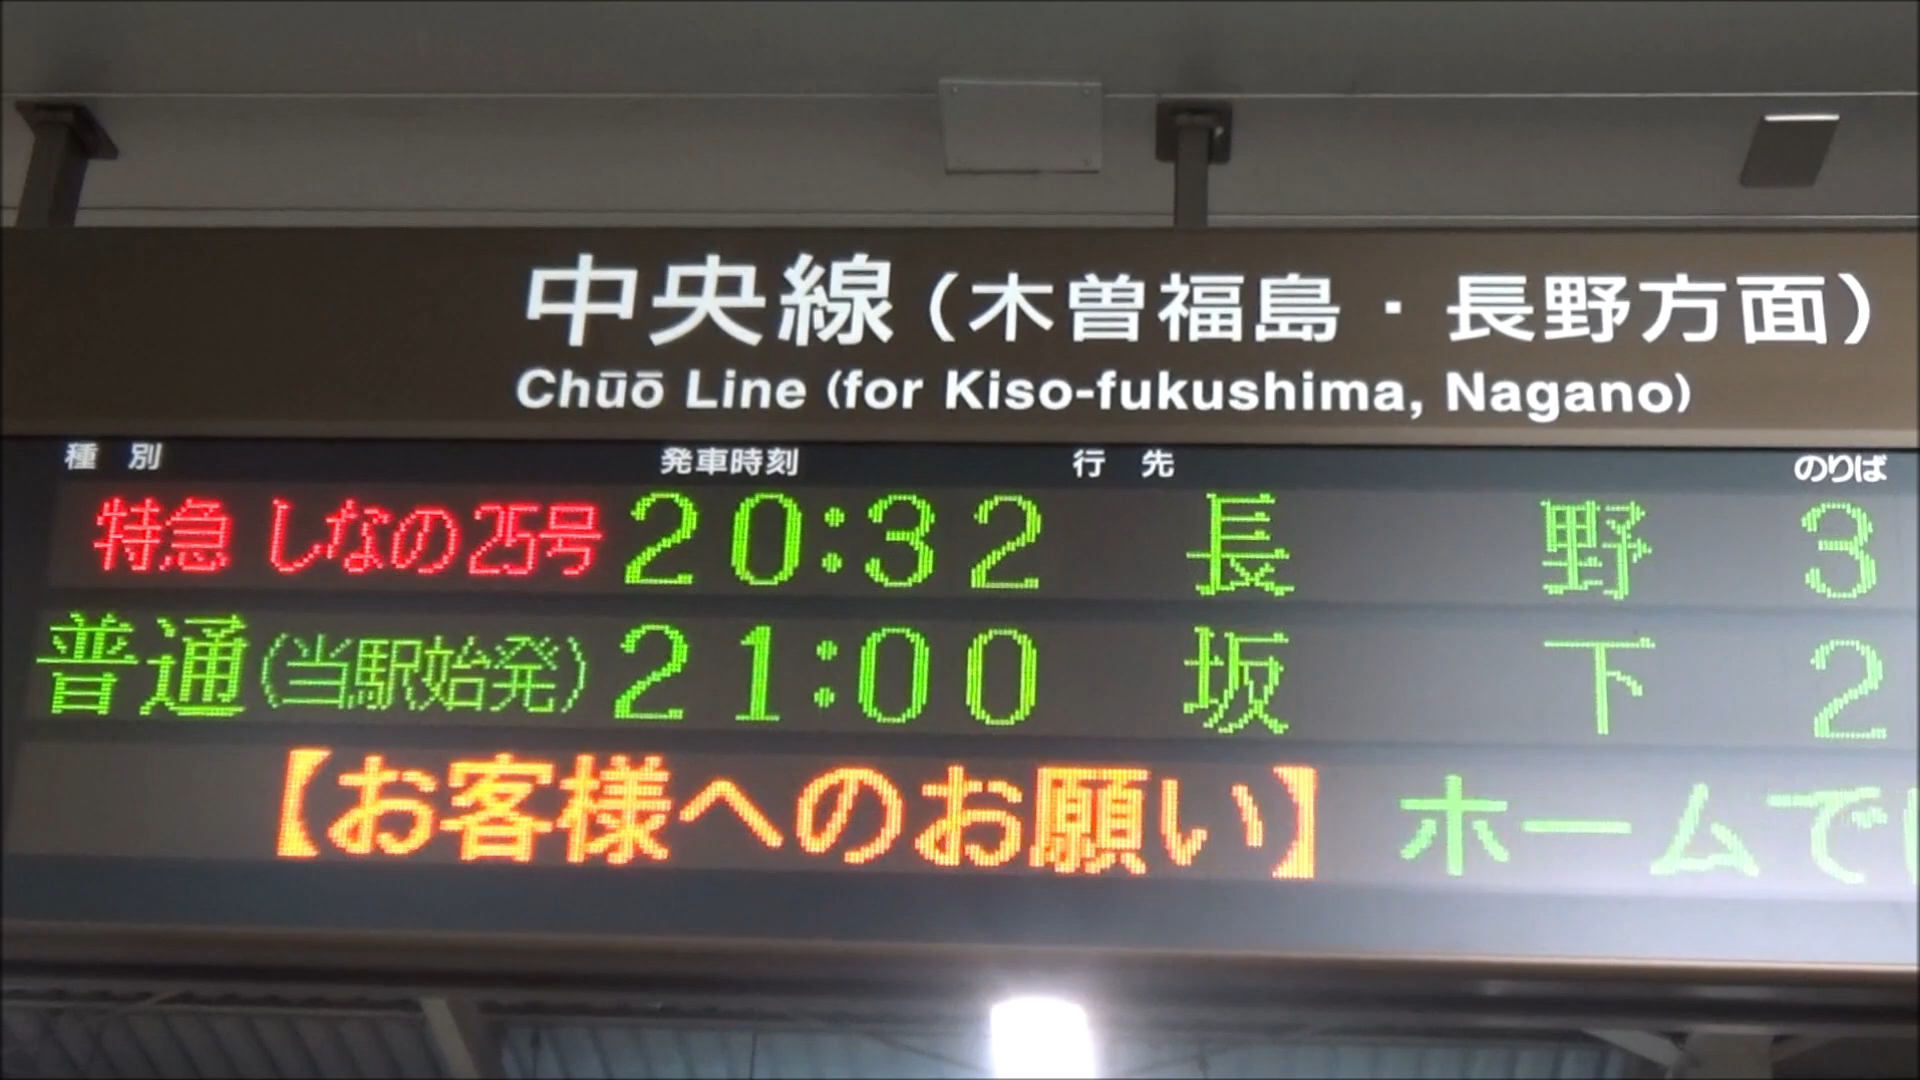 中央線（木曽福島・長野方面）
Chūō Line (for Kiso-fukushima, Nagano)
種別 発車時刻 行先 のりば
特急 しなの25号 20:32 長野 3
普通(当駅始発) 21:00 坂下 2
【お客様へのお願い】 ホームで